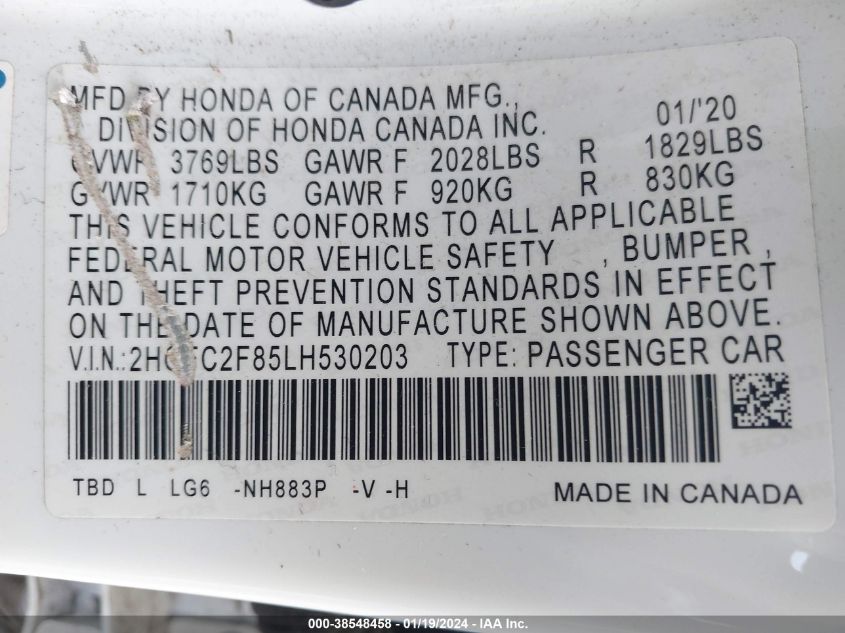 MFD BY HONDA OF CANADA MFG., 01/'20
A DIVISION OF HONDA CANADA INC.
GVWR 3769LBS GAWR F 2028LBS R 1829LBS
GVWR 1710KG GAWR F 920KG R 830KG
THIS VEHICLE CONFORMS TO ALL APPLICABLE
FEDERAL MOTOR VEHICLE SAFETY , BUMPER ,
AND THEFT PREVENTION STANDARDS IN EFFECT
ON THE DATE OF MANUFACTURE SHOWN ABOVE.
V.I.N.: TYPE: PASSENGER CAR
TBD L LG6 -NH883P -V -H MADE IN CANADA
000-38548458 - 01/19/2024 - IAA Inc.